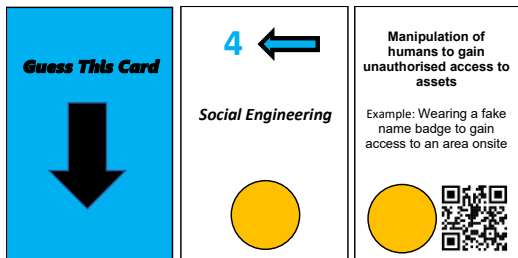 Guess This Card
4
Social Engineering
Manipulation of
humans to gain
unauthorised access to
assets
Example: Wearing a fake
name badge to gain
access to an area onsite